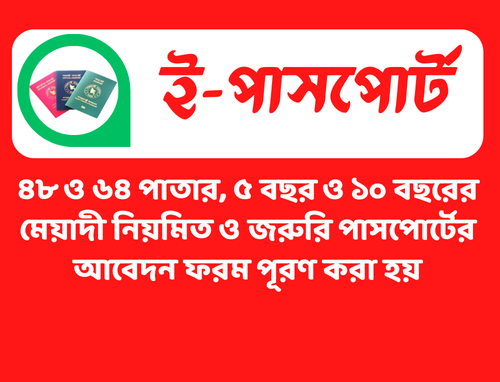 ই-পাসপোর্ট
৪৮ ও ৬৪ পাতার, ৫ বছর ও ১০ বছরের
মেয়াদী নিয়মিত ও জরুরি পাসপোর্টের
আবেদন ফরম পূরণ করা হয়